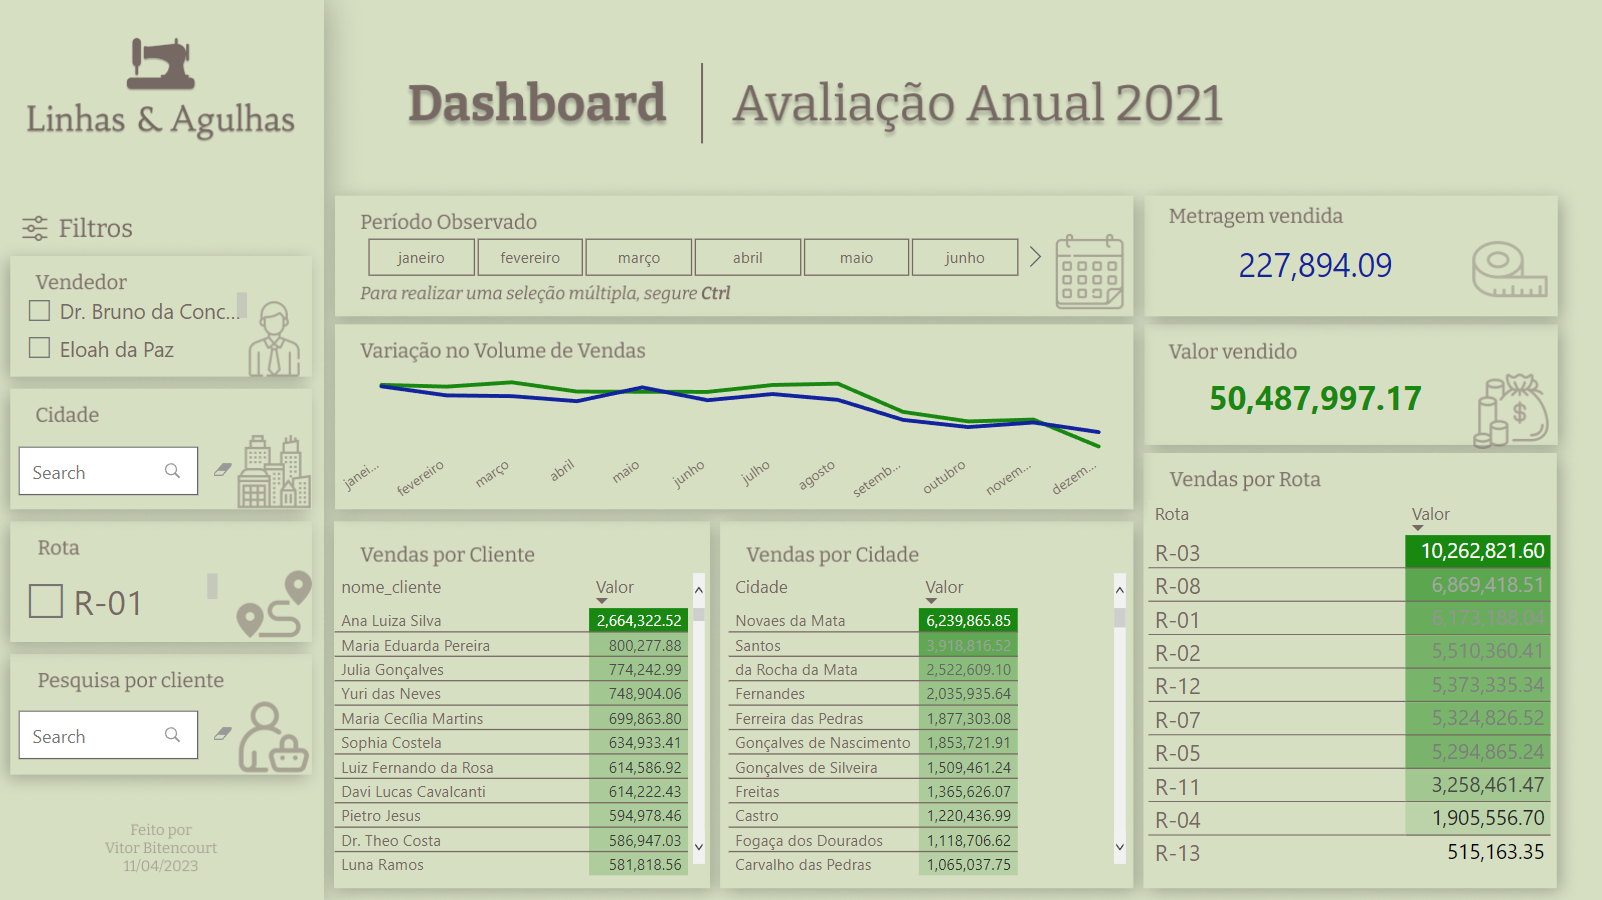 Linhas & Agulhas
Dashboard | Avaliação Anual 2021
Filtros
Vendedor
Dr. Bruno da Conc...
Eloah da Paz
Cidade
Search
Rota
R-01
Pesquisa por cliente
Search
Feito por
Vitor Bitencourt
11/04/2023
Período Observado
janeiro fevereiro março abril maio junho
Para realizar uma seleção múltipla, segure Ctrl
Variação no Volume de Vendas
janei... fevereiro março abril maio junho julho agosto setemb... outubro novem... dezem...
Vendas por Cliente
nome_cliente Valor
Ana Luiza Silva 2,664,322.52
Maria Eduarda Pereira 800,277.88
Julia Gonçalves 774,242.99
Yuri das Neves 748,904.06
Maria Cecília Martins 699,863.80
Sophia Costela 634,933.41
Luiz Fernando da Rosa 614,586.92
Davi Lucas Cavalcanti 614,222.43
Pietro Jesus 594,978.46
Dr. Theo Costa 586,947.03
Luna Ramos 581,818.56
Vendas por Cidade
Cidade Valor
Novaes da Mata 6,239,865.85
Santos 3,918,816.52
da Rocha da Mata 2,522,609.10
Fernandes 2,035,935.64
Ferreira das Pedras 1,877,303.08
Gonçalves de Nascimento 1,853,721.91
Gonçalves de Silveira 1,509,461.24
Freitas 1,365,626.07
Castro 1,220,436.99
Fogaça dos Dourados 1,118,706.62
Carvalho das Pedras 1,065,037.75
Metragem vendida
227,894.09
Valor vendido
50,487,997.17
$
Vendas por Rota
Rota Valor
R-03 10,262,821.60
R-08 6,869,418.51
R-01 6,173,188.04
R-02 5,510,360.41
R-12 5,373,335.34
R-07 5,324,826.52
R-05 5,294,865.24
R-11 3,258,461.47
R-04 1,905,556.70
R-13 515,163.35